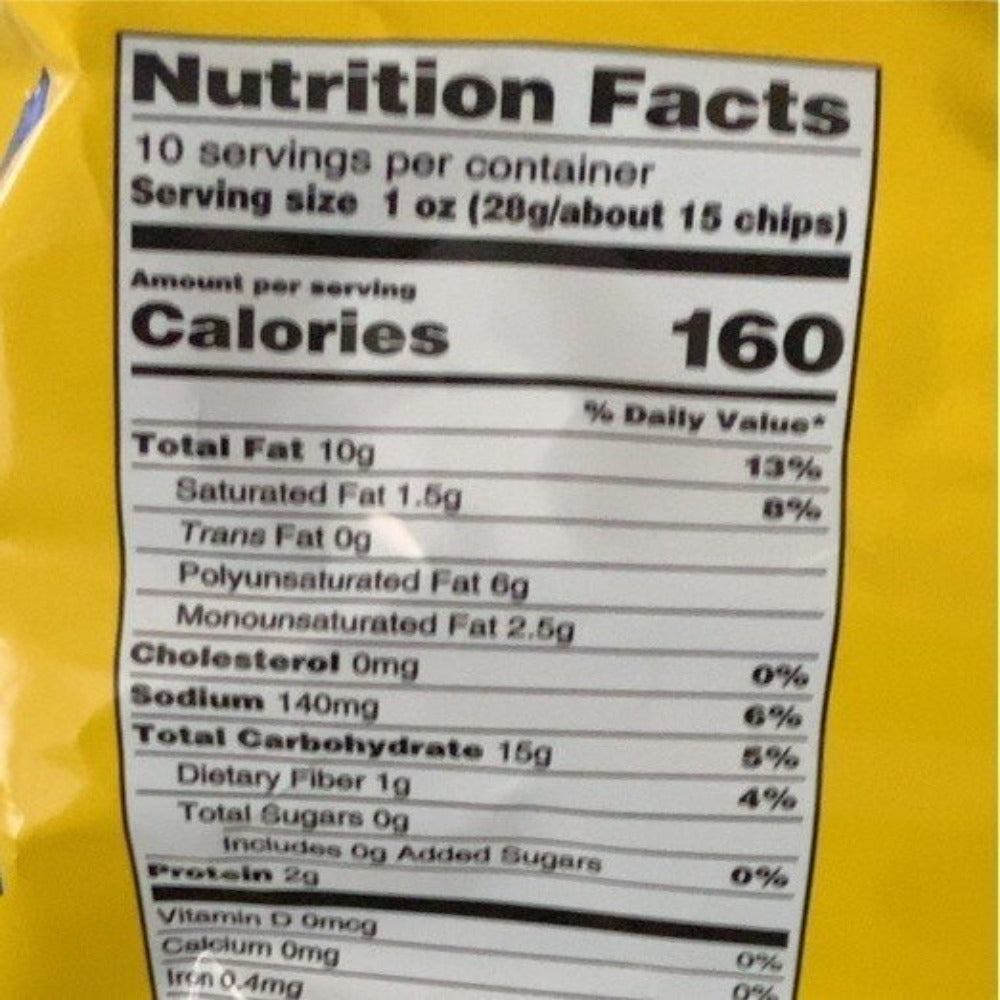 Nutrition Facts
10 servings per container
Serving size 1 oz (28g/about 15 chips)
Amount per serving
Calories 160
% Daily Value*
Total Fat 10g 13%
Saturated Fat 1.5g 8%
Trans Fat 0g
Polyunsaturated Fat 6g
Monounsaturated Fat 2.5g
Cholesterol 0mg 0%
Sodium 140mg 6%
Total Carbohydrate 15g 5%
Dietary Fiber 1g 4%
Total Sugars 0g
Includes 0g Added Sugars 0%
Protein 2g
Vitamin D 0mcg 0%
Calcium 0mg 0%
Iron 0.4mg